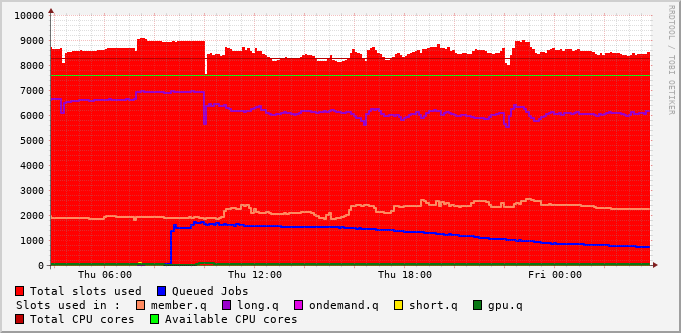 10000
9000
8000
7000
6000
5000
4000
3000
2000
1000
0
Thu 06:00 Thu 12:00 Thu 18:00 Fri 00:00
RRDTOOL / TOBI OETIKER
Total slots used Queued Jobs
Slots used in : member.q long.q ondemand.q short.q gpu.q
Total CPU cores Available CPU cores